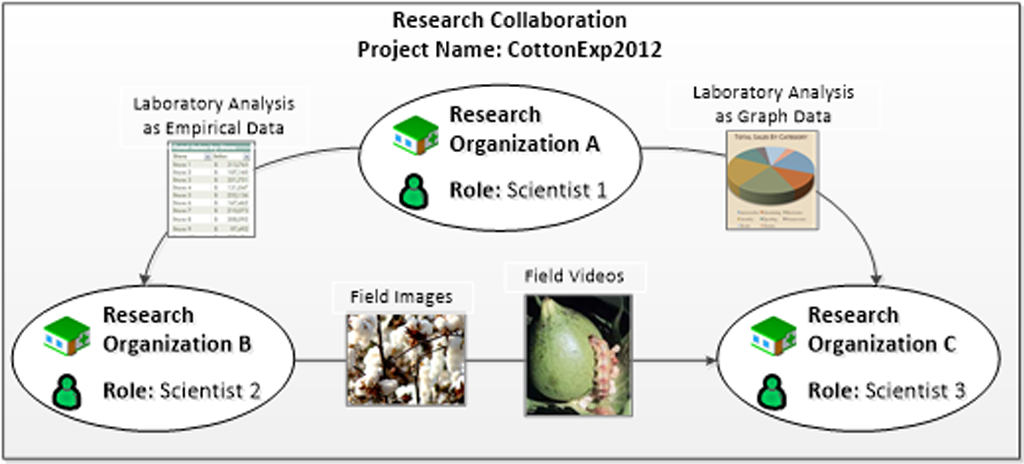 Research Collaboration
Project Name: CottonExp2012
Laboratory Analysis
as Empirical Data
Laboratory Analysis
as Graph Data
TOTAL SALES BY CATEGORY
Research
Organization A
Role: Scientist 1
Field Images
Field Videos
Research
Organization B
Role: Scientist 2
Research
Organization C
Role: Scientist 3